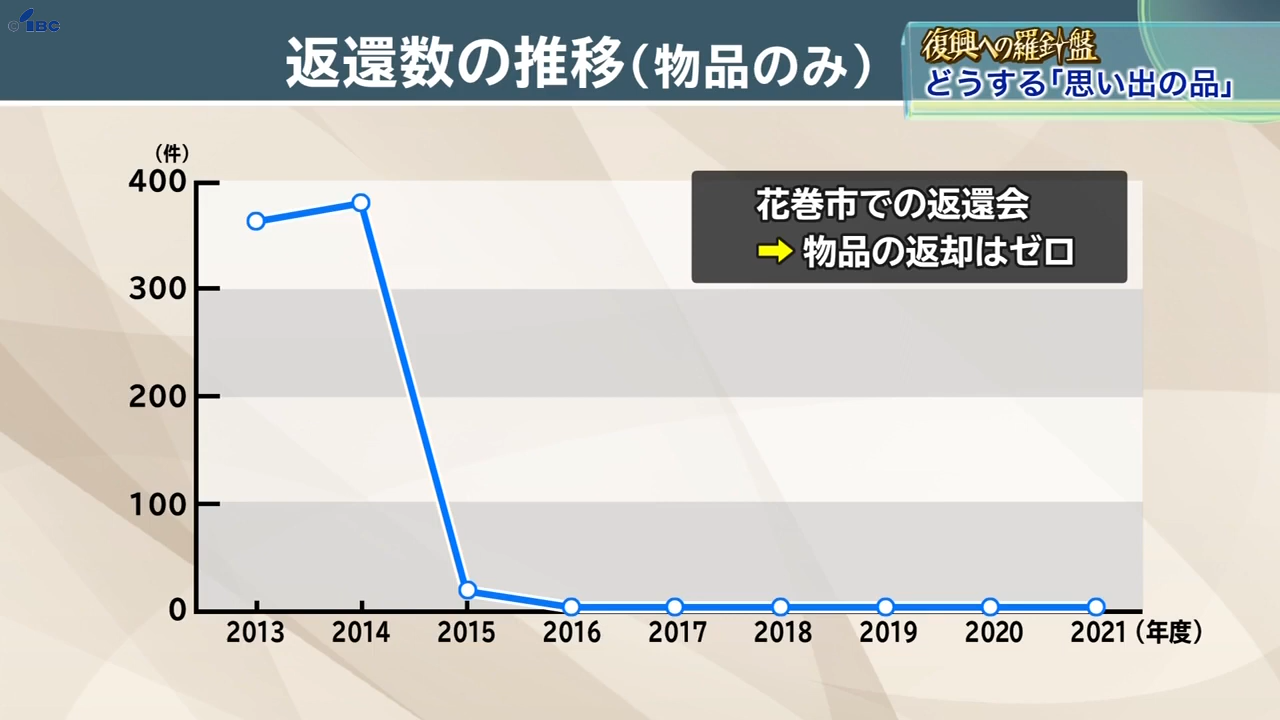 ©IBC
返還数の推移(物品のみ)
復興への羅針盤
どうする「思い出の品」
(件)
400
300
200
100
0
花巻市での返還会
➡物品の返却はゼロ
2013 2014 2015 2016 2017 2018 2019 2020 2021(年度)